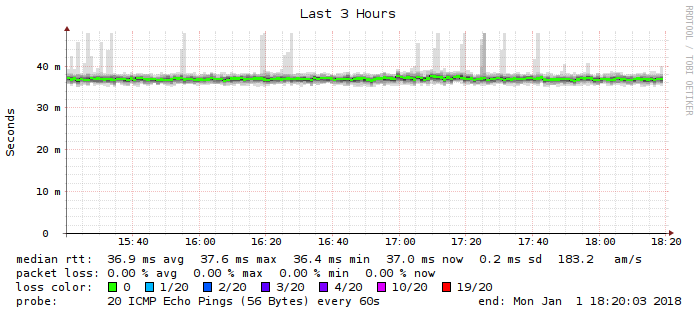 Last 3 Hours
RRDTOOL / TOBI OETIKER
Seconds
40 m
30 m
20 m
10 m
0
15:40 16:00 16:20 16:40 17:00 17:20 17:40 18:00 18:20
median rtt: 36.9 ms avg 37.6 ms max 36.4 ms min 37.0 ms now 0.2 ms sd 183.2 am/s
packet loss: 0.00 % avg 0.00 % max 0.00 % min 0.00 % now
loss color: 0 1/20 2/20 3/20 4/20 10/20 19/20
probe: 20 ICMP Echo Pings (56 Bytes) every 60s end: Mon Jan 1 18:20:03 2018